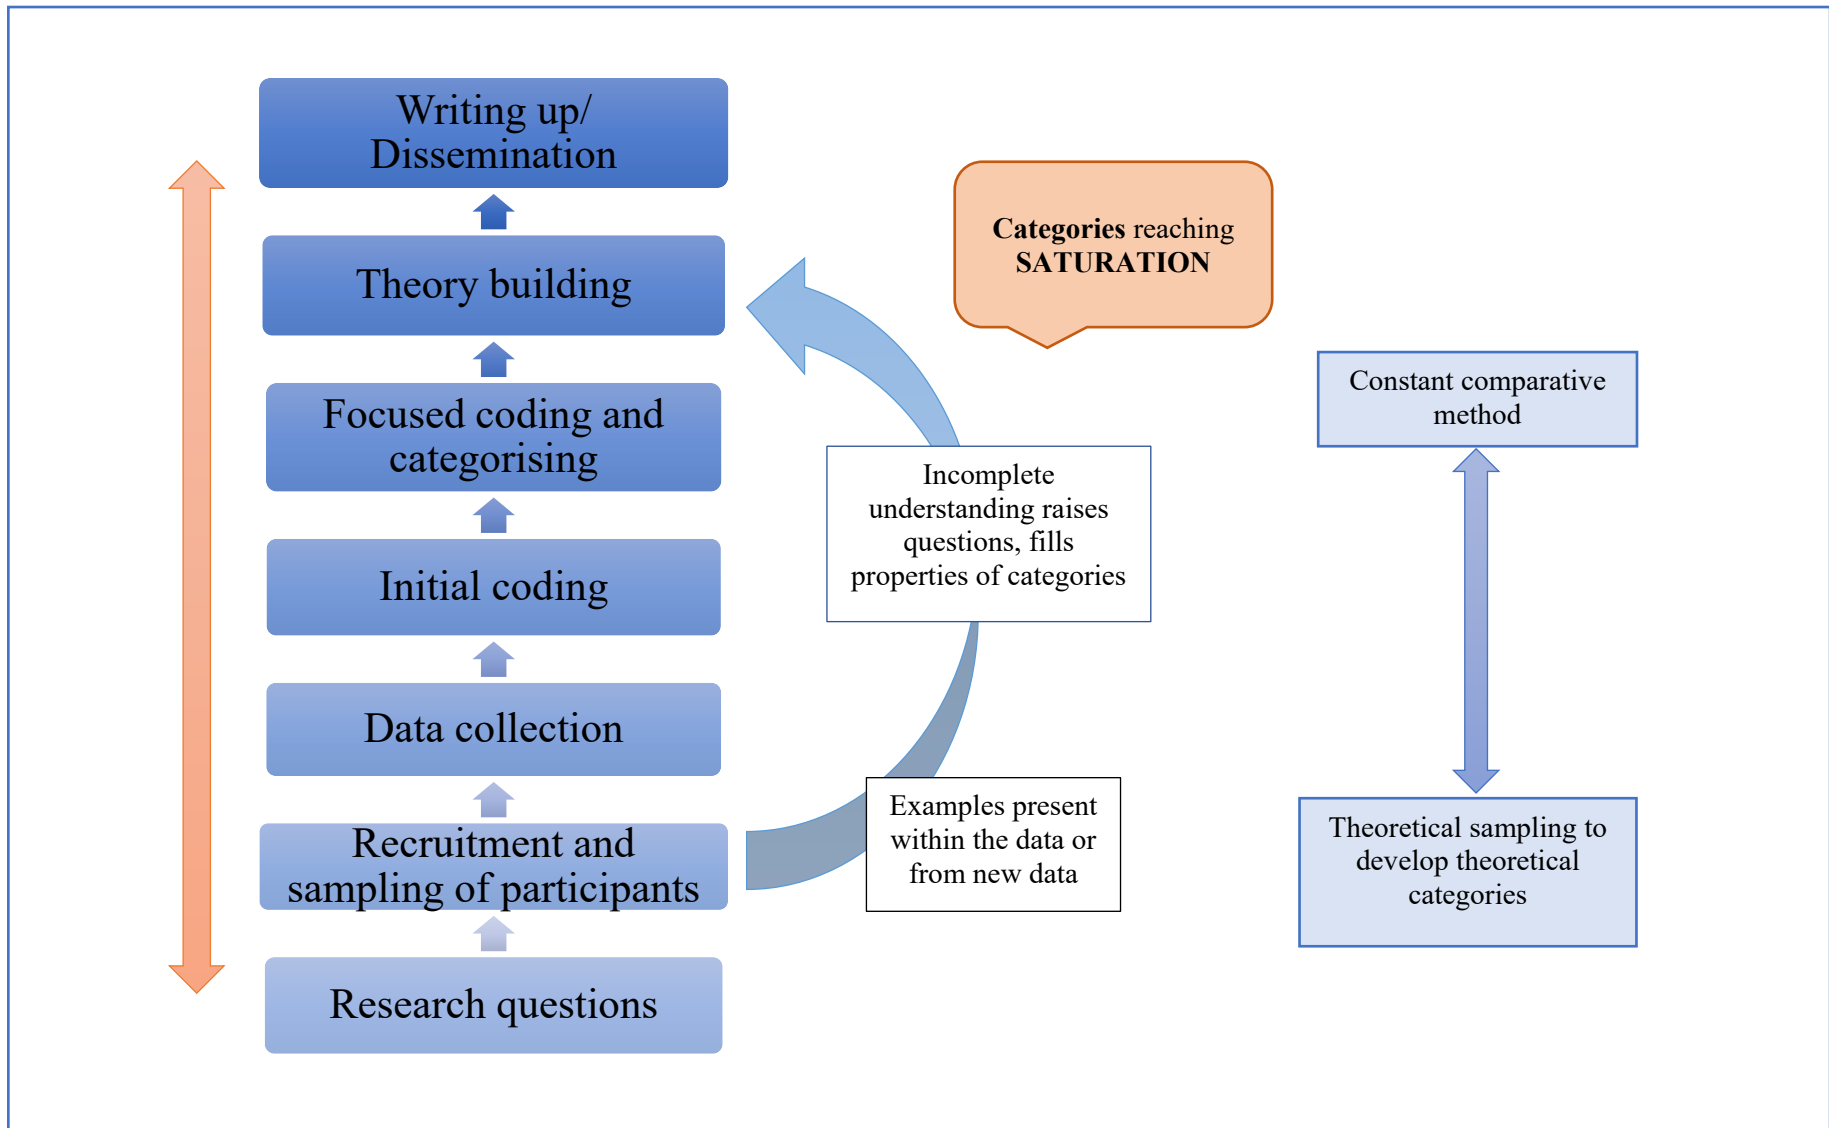 Writing up/
Dissemination
Theory building
Focused coding and
categorising
Initial coding
Data collection
Recruitment and
sampling of participants
Research questions
Categories reaching
SATURATION
Incomplete
understanding raises
questions, fills
properties of categories
Examples present
within the data or
from new data
Constant comparative
method
Theoretical sampling to
develop theoretical
categories